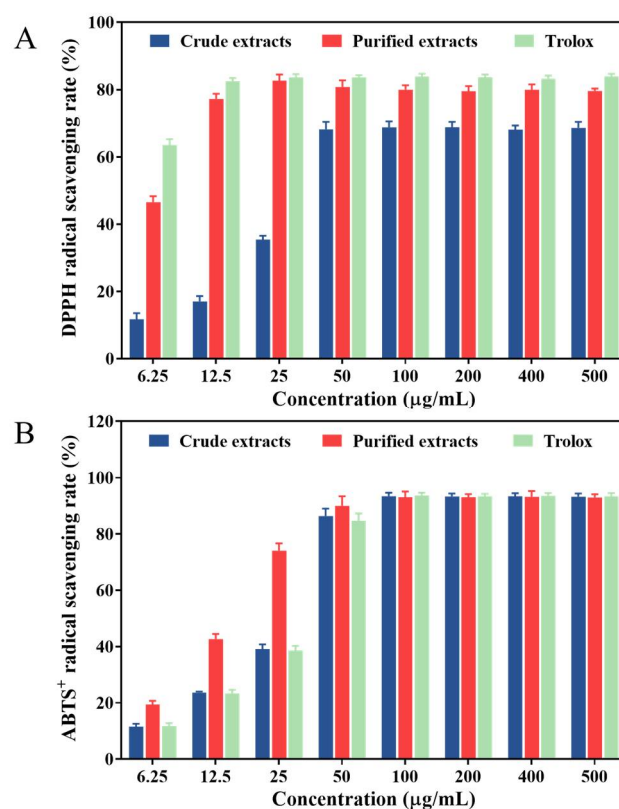 A
Crude extracts Purified extracts Trolox
DPPH radical scavenging rate (%)
100
80
60
40
20
0
6.25 12.5 25 50 100 200 400 500
Concentration (μg/mL)
B
Crude extracts Purified extracts Trolox
ABTS⁺ radical scavenging rate (%)
120
100
80
60
40
20
0
6.25 12.5 25 50 100 200 400 500
Concentration (μg/mL)